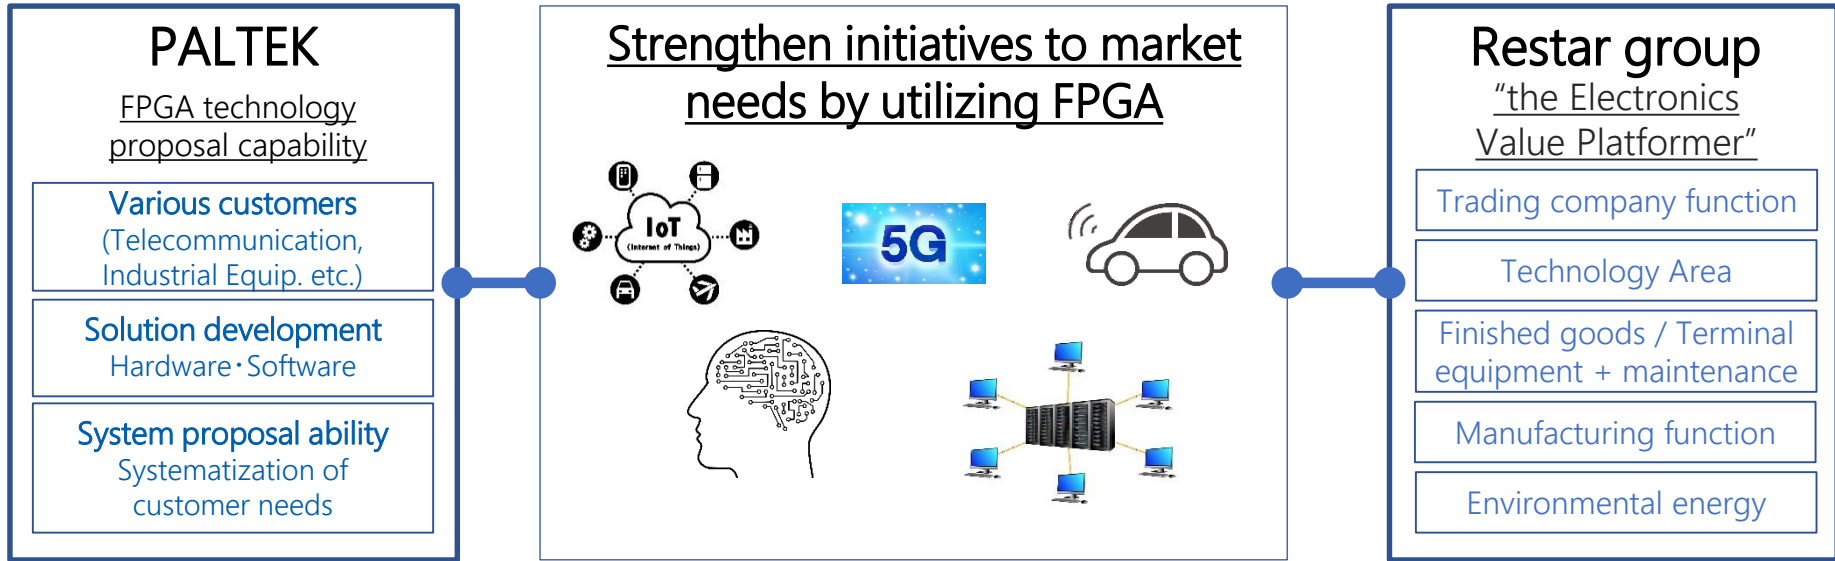 PALTEK
FPGA technology
proposal capability
Various customers
(Telecommunication,
Industrial Equip. etc.)
Solution development
Hardware･Software
System proposal ability
Systematization of
customer needs
Strengthen initiatives to market
needs by utilizing FPGA
IoT
(Internet of Things)
5G
Restar group
“the Electronics
Value Platformer”
Trading company function
Technology Area
Finished goods / Terminal
equipment + maintenance
Manufacturing function
Environmental energy